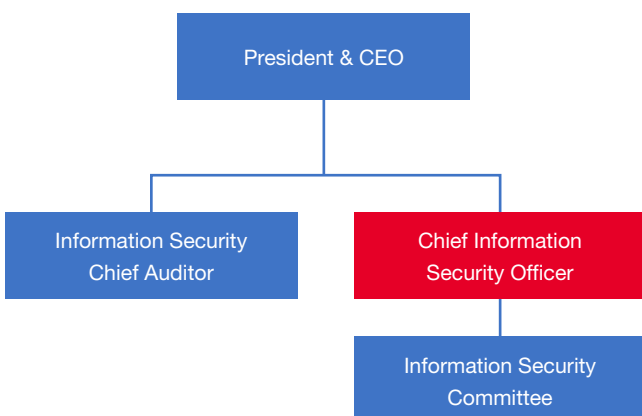 President & CEO
Information Security
Chief Auditor
Chief Information
Security Officer
Information Security
Committee